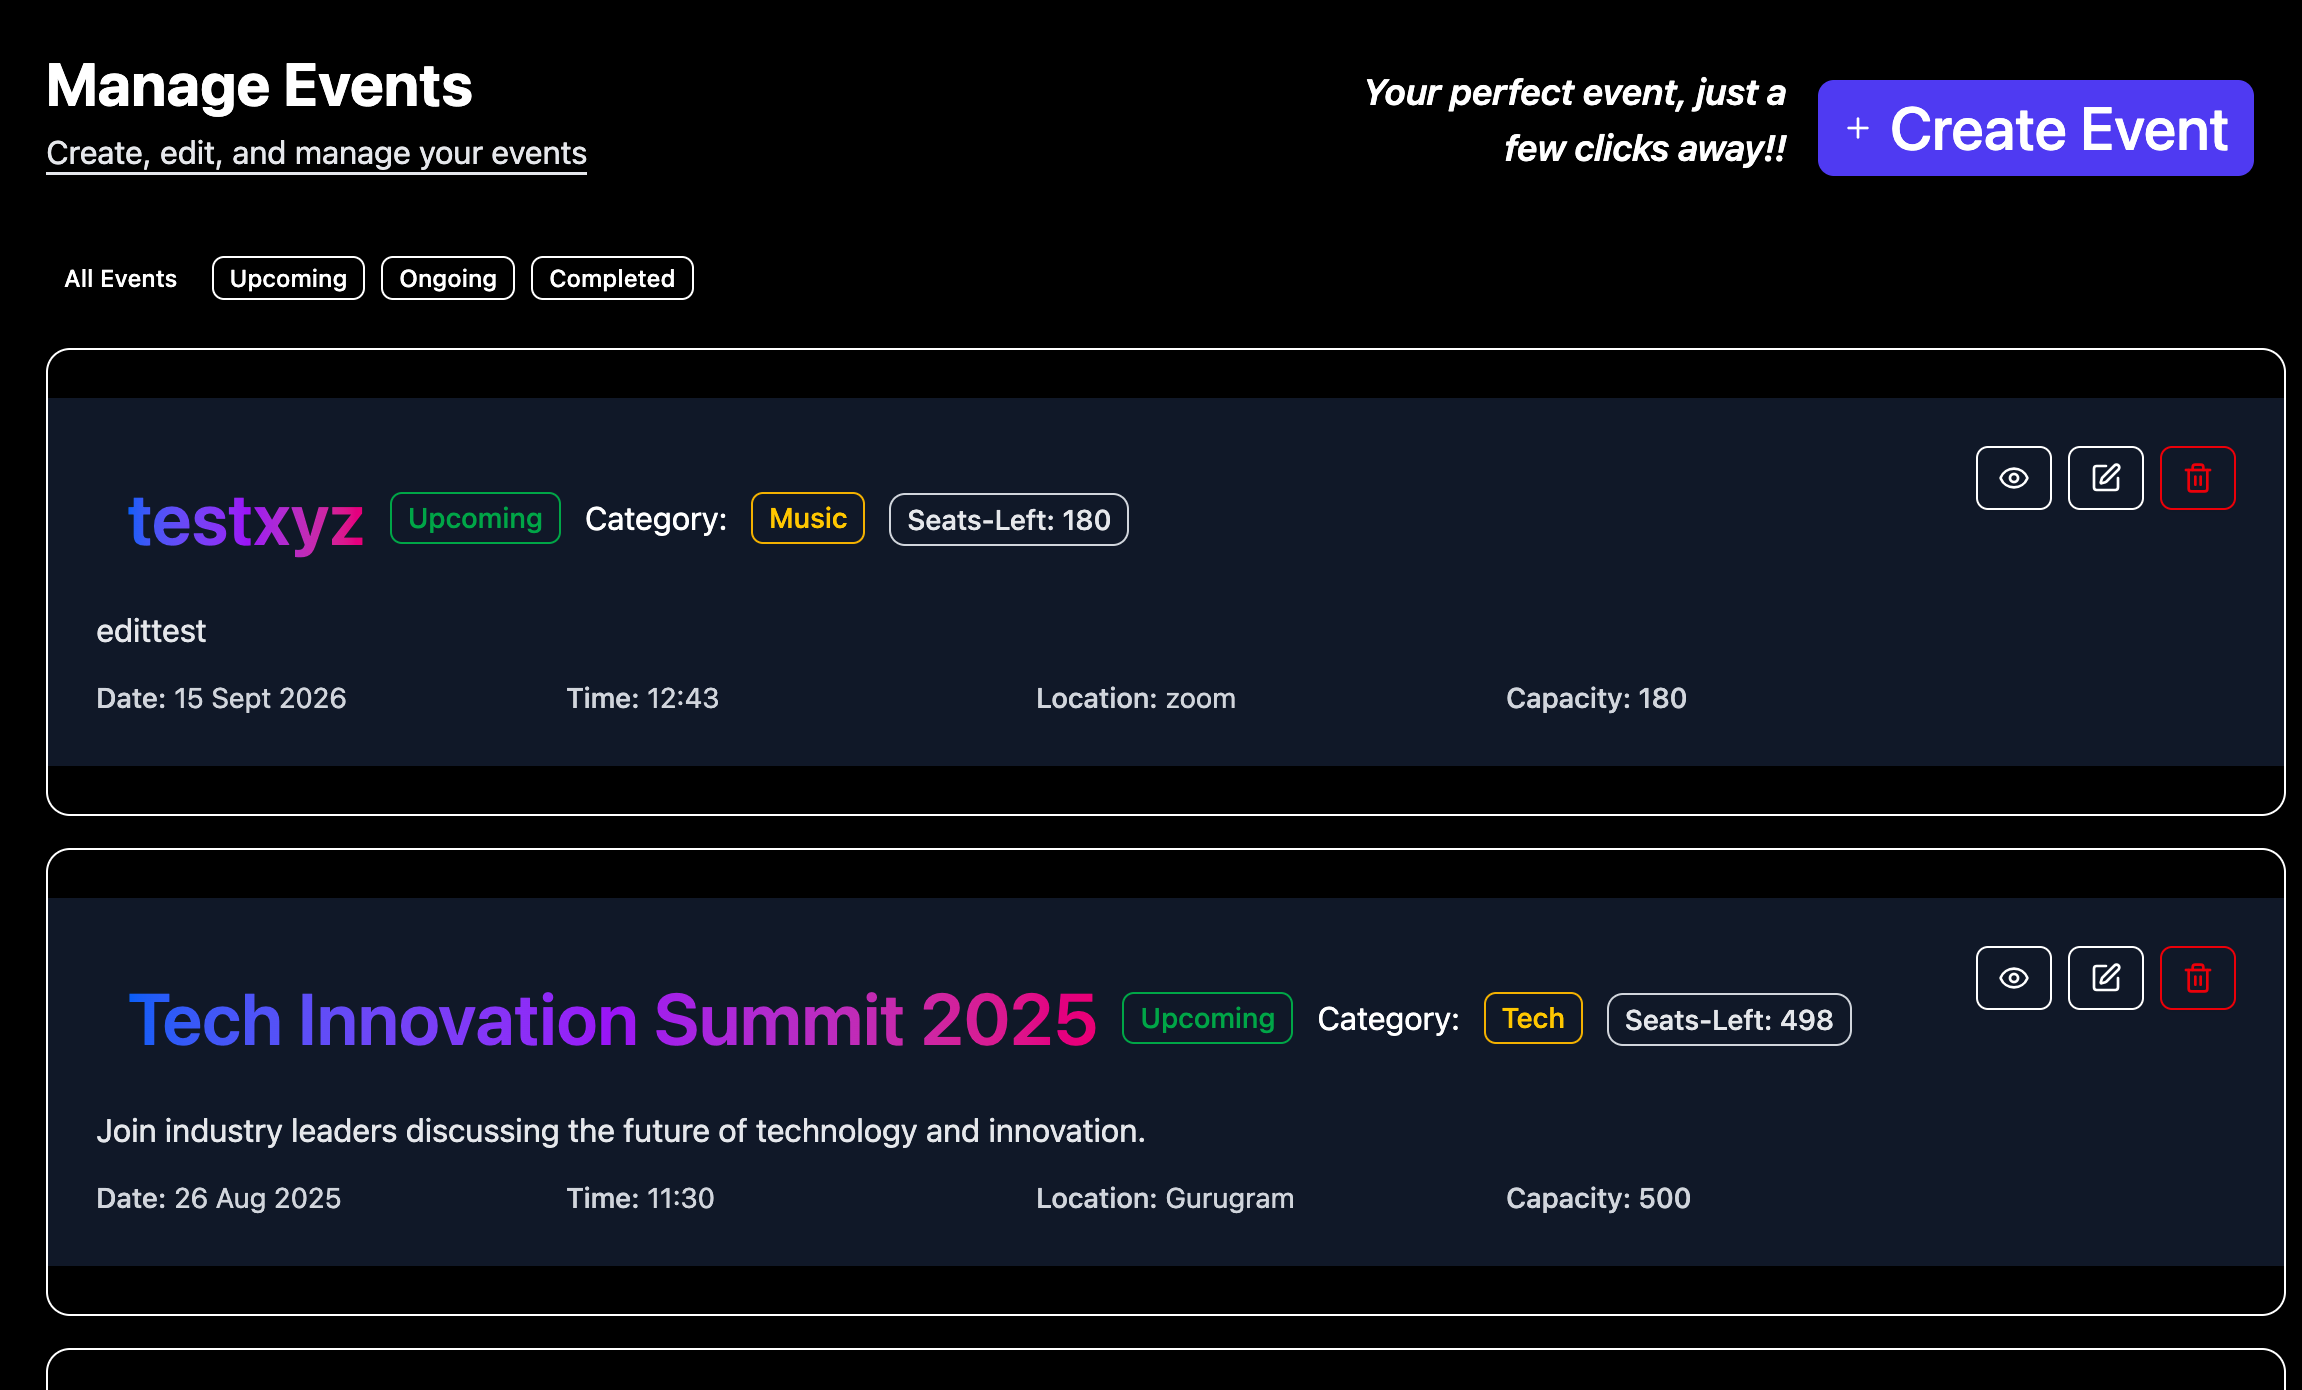 Manage Events
Create, edit, and manage your events
Your perfect event, just a
few clicks away!!
+ Create Event
All Events Upcoming Ongoing Completed
testxyz Upcoming Category: Music Seats-Left: 180
edittest
Date: 15 Sept 2026 Time: 12:43 Location: zoom Capacity: 180
Tech Innovation Summit 2025 Upcoming Category: Tech Seats-Left: 498
Join industry leaders discussing the future of technology and innovation.
Date: 26 Aug 2025 Time: 11:30 Location: Gurugram Capacity: 500